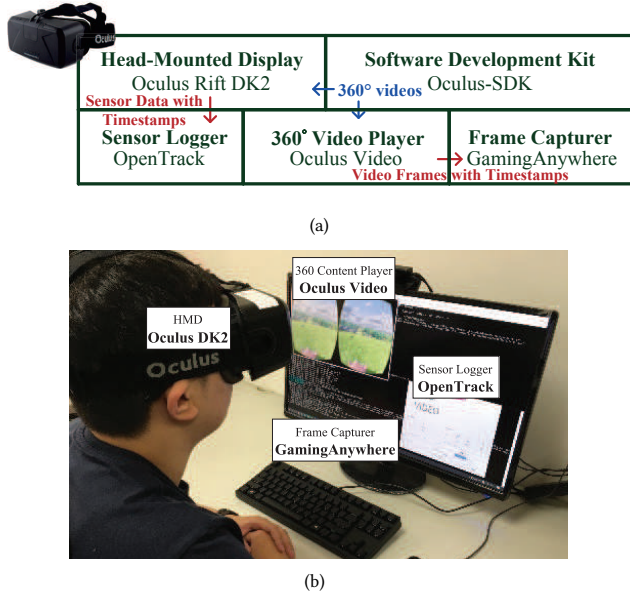 Head-Mounted Display
Oculus Rift DK2
Software Development Kit
Oculus-SDK
360° videos
Sensor Data with
Timestamps
Sensor Logger
OpenTrack
360° Video Player
Oculus Video
Frame Capturer
GamingAnywhere
Video Frames with Timestamps
(a)
360 Content Player
Oculus Video
HMD
Oculus DK2
Oculus
Sensor Logger
OpenTrack
VIDEO
Frame Capturer
GamingAnywhere
(b)